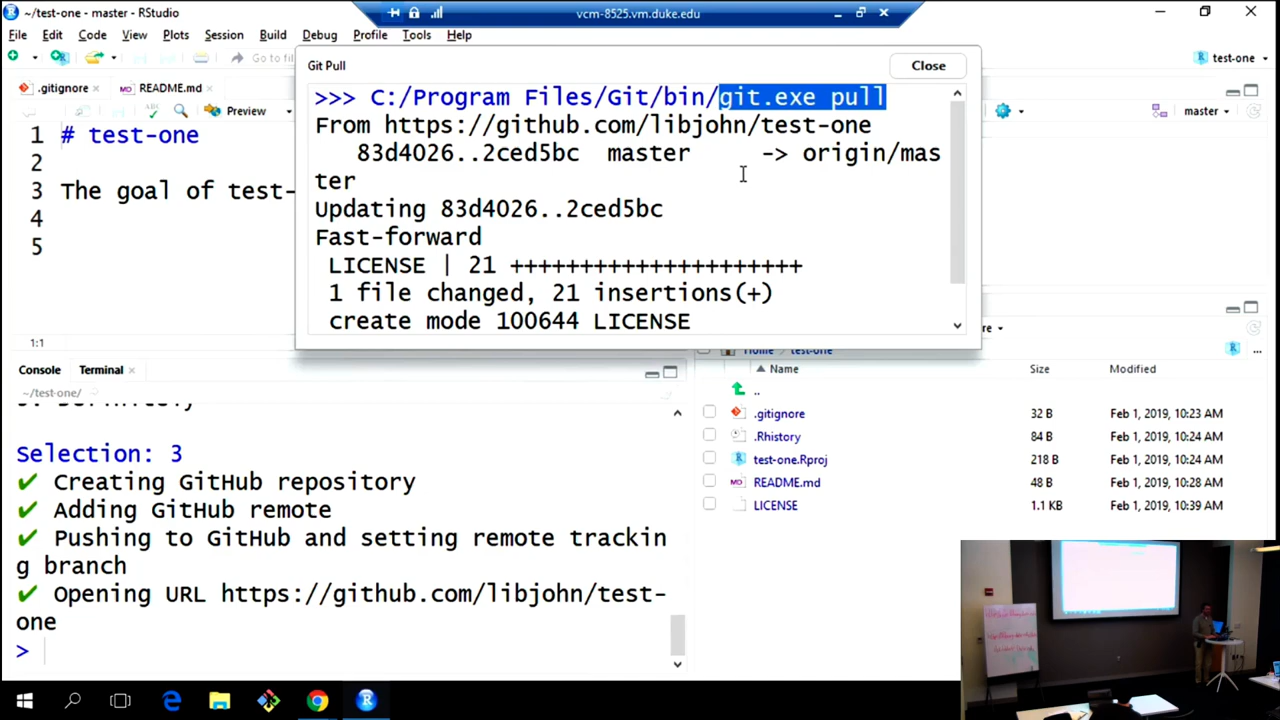 ~/test-one - master - RStudio
vcm-8525.vm.duke.edu
File Edit Code View Plots Session Build Debug Profile Tools Help
Go to fil
test-one
.gitignore
README.md
Preview
master
1 # test-one
2
3 The goal of test-
4
5
1:1
Git Pull
Close
>>> C:/Program Files/Git/bin/git.exe pull
From https://github.com/libjohn/test-one
83d4026..2ced5bc master -> origin/mas
ter
Updating 83d4026..2ced5bc
Fast-forward
LICENSE | 21 +++++++++++++++++++++
1 file changed, 21 insertions(+)
create mode 100644 LICENSE
Console Terminal
~/test-one/
Selection: 3
✔ Creating GitHub repository
✔ Adding GitHub remote
✔ Pushing to GitHub and setting remote trackin
g branch
✔ Opening URL https://github.com/libjohn/test-
one
>
re
Home test-one
Name Size Modified
..
.gitignore 32 B Feb 1, 2019, 10:23 AM
.Rhistory 84 B Feb 1, 2019, 10:24 AM
test-one.Rproj 218 B Feb 1, 2019, 10:24 AM
README.md 48 B Feb 1, 2019, 10:28 AM
LICENSE 1.1 KB Feb 1, 2019, 10:39 AM